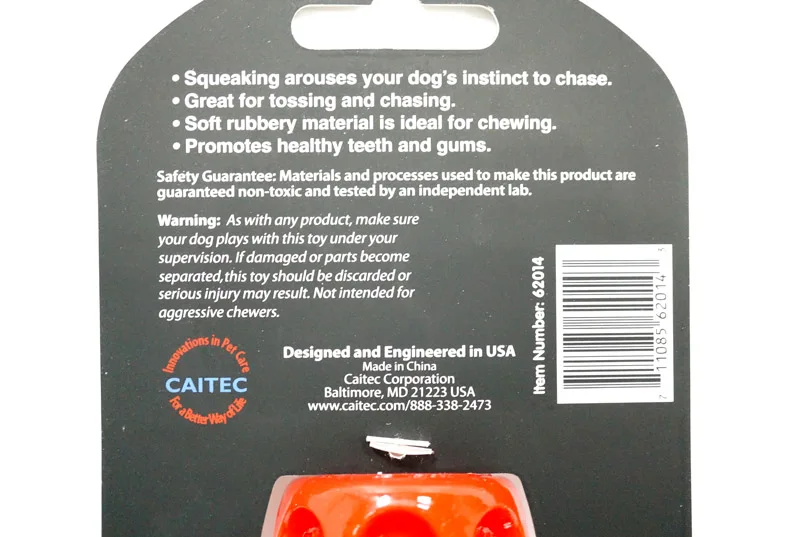 • Squeaking arouses your dog's instinct to chase.
• Great for tossing and chasing.
• Soft rubbery material is ideal for chewing.
• Promotes healthy teeth and gums.
Safety Guarantee: Materials and processes used to make this product are
guaranteed non-toxic and tested by an independent lab.
Warning: As with any product, make sure
your dog plays with this toy under your
supervision. If damaged or parts become
separated, this toy should be discarded or
serious injury may result. Not intended for
aggressive chewers.
Innovations in Pet Care
CAITEC
For a Better Way of Life
Designed and Engineered in USA
Made in China
Caitec Corporation
Baltimore, MD 21223 USA
www.caitec.com/888-338-2473
Item Number: 62014
2 11085 62014 3